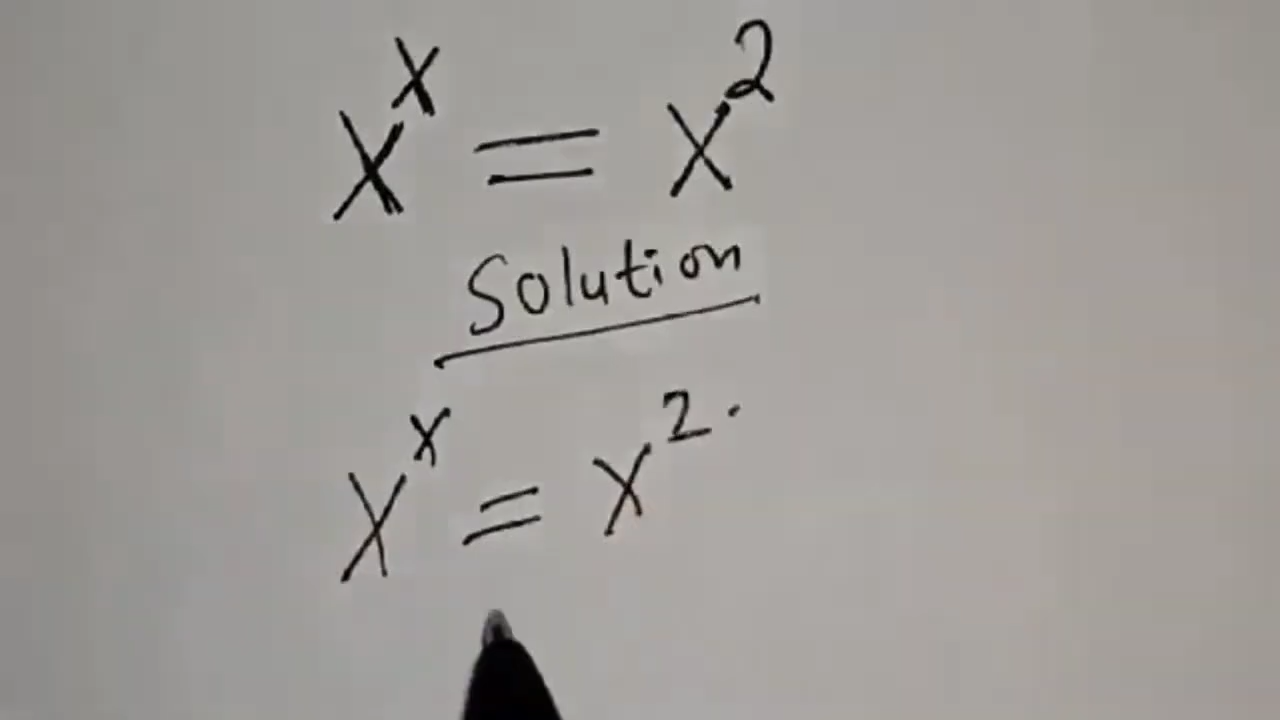 X^X = X^2
Solution
X^X = X^2.